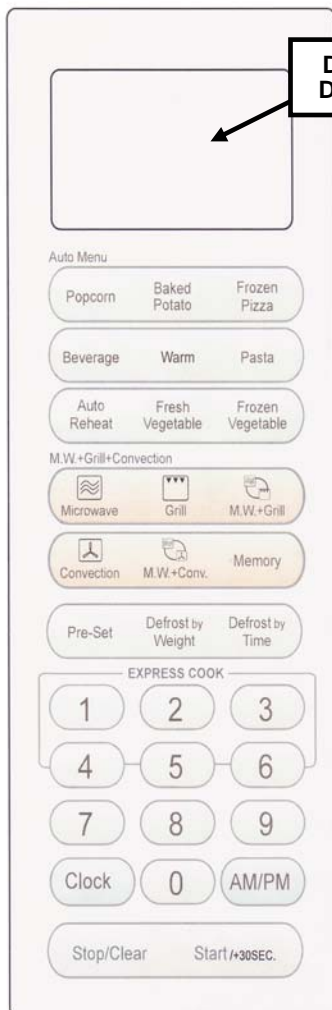 D
D
Auto Menu
Popcorn Baked Potato Frozen Pizza
Beverage Warm Pasta
Auto Reheat Fresh Vegetable Frozen Vegetable
M.W.+Grill+Convection
Microwave Grill M.W.+Grill
Convection M.W.+Conv. Memory
Pre-Set Defrost by Weight Defrost by Time
EXPRESS COOK
1 2 3
4 5 6
7 8 9
Clock 0 AM/PM
Stop/Clear Start/+30SEC.